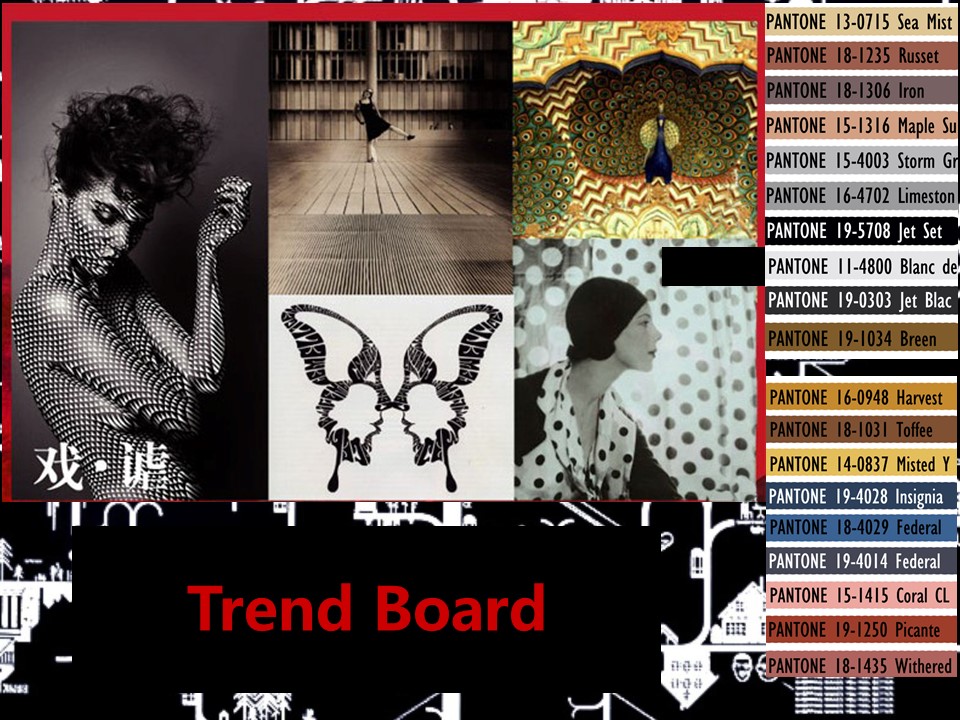 戏·谑
Trend Board
PANTONE 13-0715 Sea Mist
PANTONE 18-1235 Russet
PANTONE 18-1306 Iron
PANTONE 15-1316 Maple Su
PANTONE 15-4003 Storm Gr
PANTONE 16-4702 Limeston
PANTONE 19-5708 Jet Set
PANTONE 11-4800 Blanc de
PANTONE 19-0303 Jet Blac
PANTONE 19-1034 Breen
PANTONE 16-0948 Harvest
PANTONE 18-1031 Toffee
PANTONE 14-0837 Misted Y
PANTONE 19-4028 Insignia
PANTONE 18-4029 Federal
PANTONE 19-4014 Federal
PANTONE 15-1415 Coral CL
PANTONE 19-1250 Picante
PANTONE 18-1435 Withered